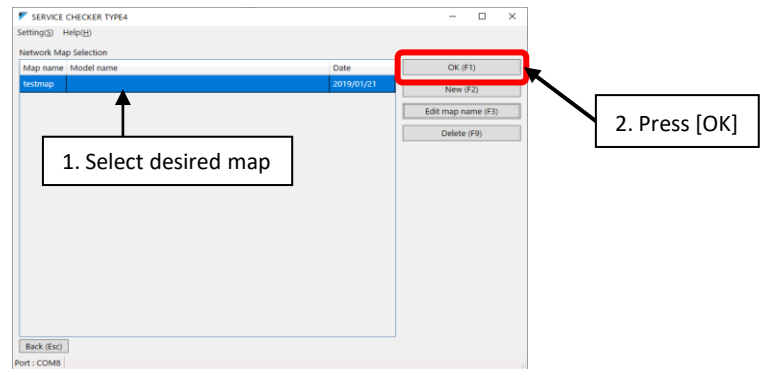 SERVICE CHECKER TYPE4
Setting(S) Help(H)
Network Map Selection
Map name Model name Date
testmap 2019/01/21
OK (F1)
New (F2)
Edit map name (F3)
Delete (F9)
1. Select desired map
2. Press [OK]
Back (Esc)
Port : COM8